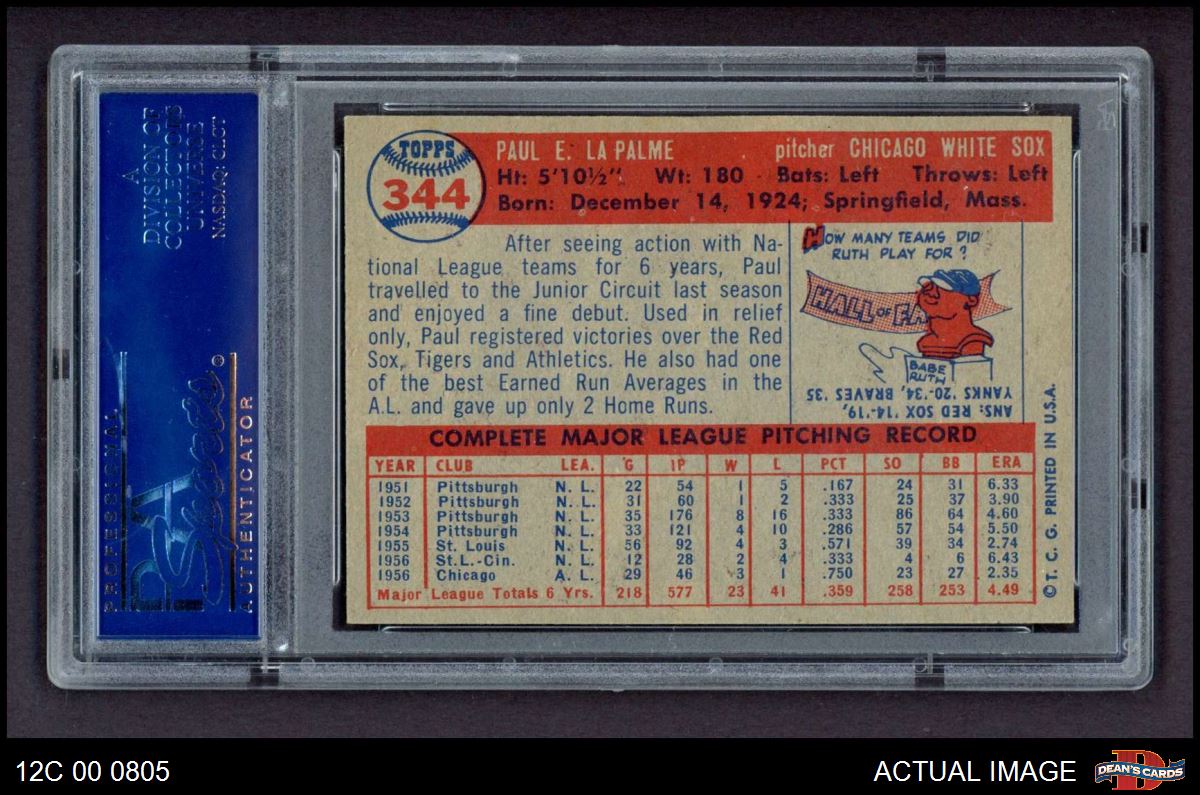 A
DIVISION OF
COLLECTORS
UNIVERSE
NASDAQ: CLCT
PROFESSIONAL
PSA
Sports
AUTHENTICATOR
TOPPS
344
PAUL E. LA PALME pitcher CHICAGO WHITE SOX
Ht: 5'10½" Wt: 180 Bats: Left Throws: Left
Born: December 14, 1924; Springfield, Mass.
After seeing action with Na-
tional League teams for 6 years, Paul
travelled to the Junior Circuit last season
and enjoyed a fine debut. Used in relief
only, Paul registered victories over the Red
Sox, Tigers and Athletics. He also had one
of the best Earned Run Averages in the
A.L. and gave up only 2 Home Runs.
HOW MANY TEAMS DID
RUTH PLAY FOR?
HALL OF FA
BABE
RUTH
ANS: RED SOX '14-'19,
YANKS '20-'34, BRAVES '35
COMPLETE MAJOR LEAGUE PITCHING RECORD
YEAR CLUB LEA. G IP W L PCT SO BB ERA
1951 Pittsburgh N. L. 22 54 1 5 .167 24 31 6.33
1952 Pittsburgh N. L. 31 60 1 2 .333 25 37 3.90
1953 Pittsburgh N. L. 35 176 8 16 .333 86 64 4.60
1954 Pittsburgh N. L. 33 121 4 10 .286 57 54 5.50
1955 St. Louis N. L. 56 92 4 3 .571 39 34 2.74
1956 St.L.-Cin. N. L. 12 28 2 4 .333 4 6 6.43
1956 Chicago A. L. 29 46 3 1 .750 23 27 2.35
Major League Totals 6 Yrs. 218 577 23 41 .359 258 253 4.49
© T. C. G. PRINTED IN U.S.A.
12C 00 0805
ACTUAL IMAGE
D
DEAN'S CARDS